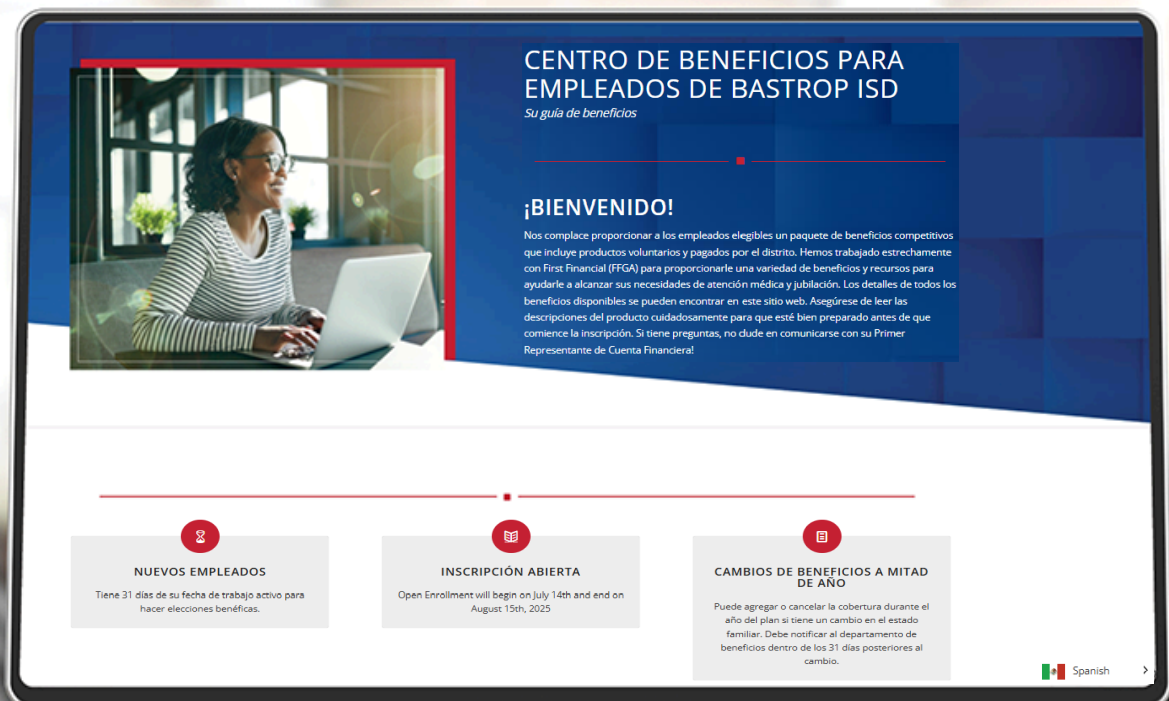 CENTRO DE BENEFICIOS PARA
EMPLEADOS DE BASTROP ISD
Su guía de beneficios
¡BIENVENIDO!
Nos complace proporcionar a los empleados elegibles un paquete de beneficios competitivos
que incluye productos voluntarios y pagados por el distrito. Hemos trabajado estrechamente
con First Financial (FFGA) para proporcionarle una variedad de beneficios y recursos para
ayudarle a alcanzar sus necesidades de atención médica y jubilación. Los detalles de todos los
beneficios disponibles se pueden encontrar en este sitio web. Asegúrese de leer las
descripciones del producto cuidadosamente para que esté bien preparado antes de que
comience la inscripción. Si tiene preguntas, no dude en comunicarse con su Primer
Representante de Cuenta Financiera!
NUEVOS EMPLEADOS
Tiene 31 días de su fecha de trabajo activo para
hacer elecciones benéficas.
INSCRIPCIÓN ABIERTA
Open Enrollment will begin on July 14th and end on
August 15th, 2025
CAMBIOS DE BENEFICIOS A MITAD
DE AÑO
Puede agregar o cancelar la cobertura durante el
año del plan si tiene un cambio en el estado
familiar. Debe notificar al departamento de
beneficios dentro de los 31 días posteriores al
cambio.
Spanish